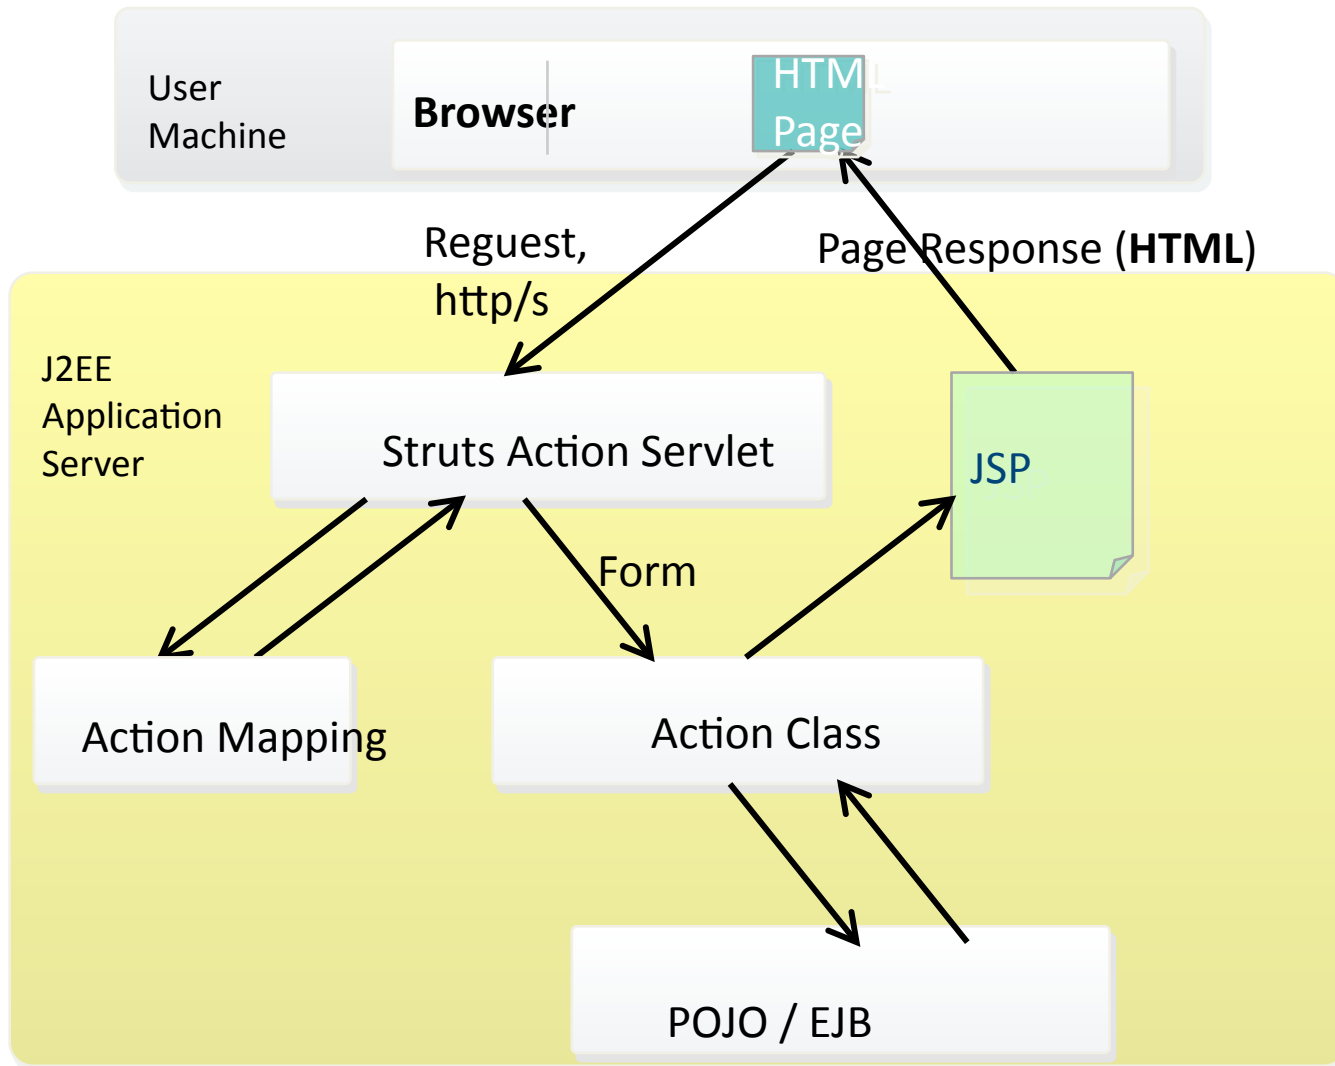 User
Machine
Browser
HTML
Page
Reguest,
http/s
Page Response (HTML)
J2EE
Application
Server
Struts Action Servlet
JSP
Form
Action Mapping
Action Class
POJO / EJB